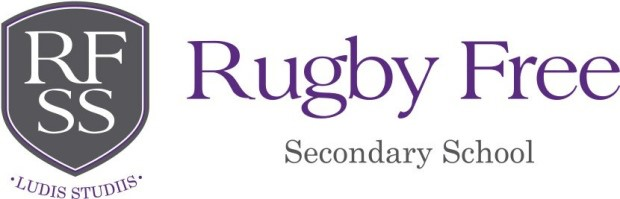 RF
SS
·LUDIS STUDIIS·
Rugby Free
Secondary School